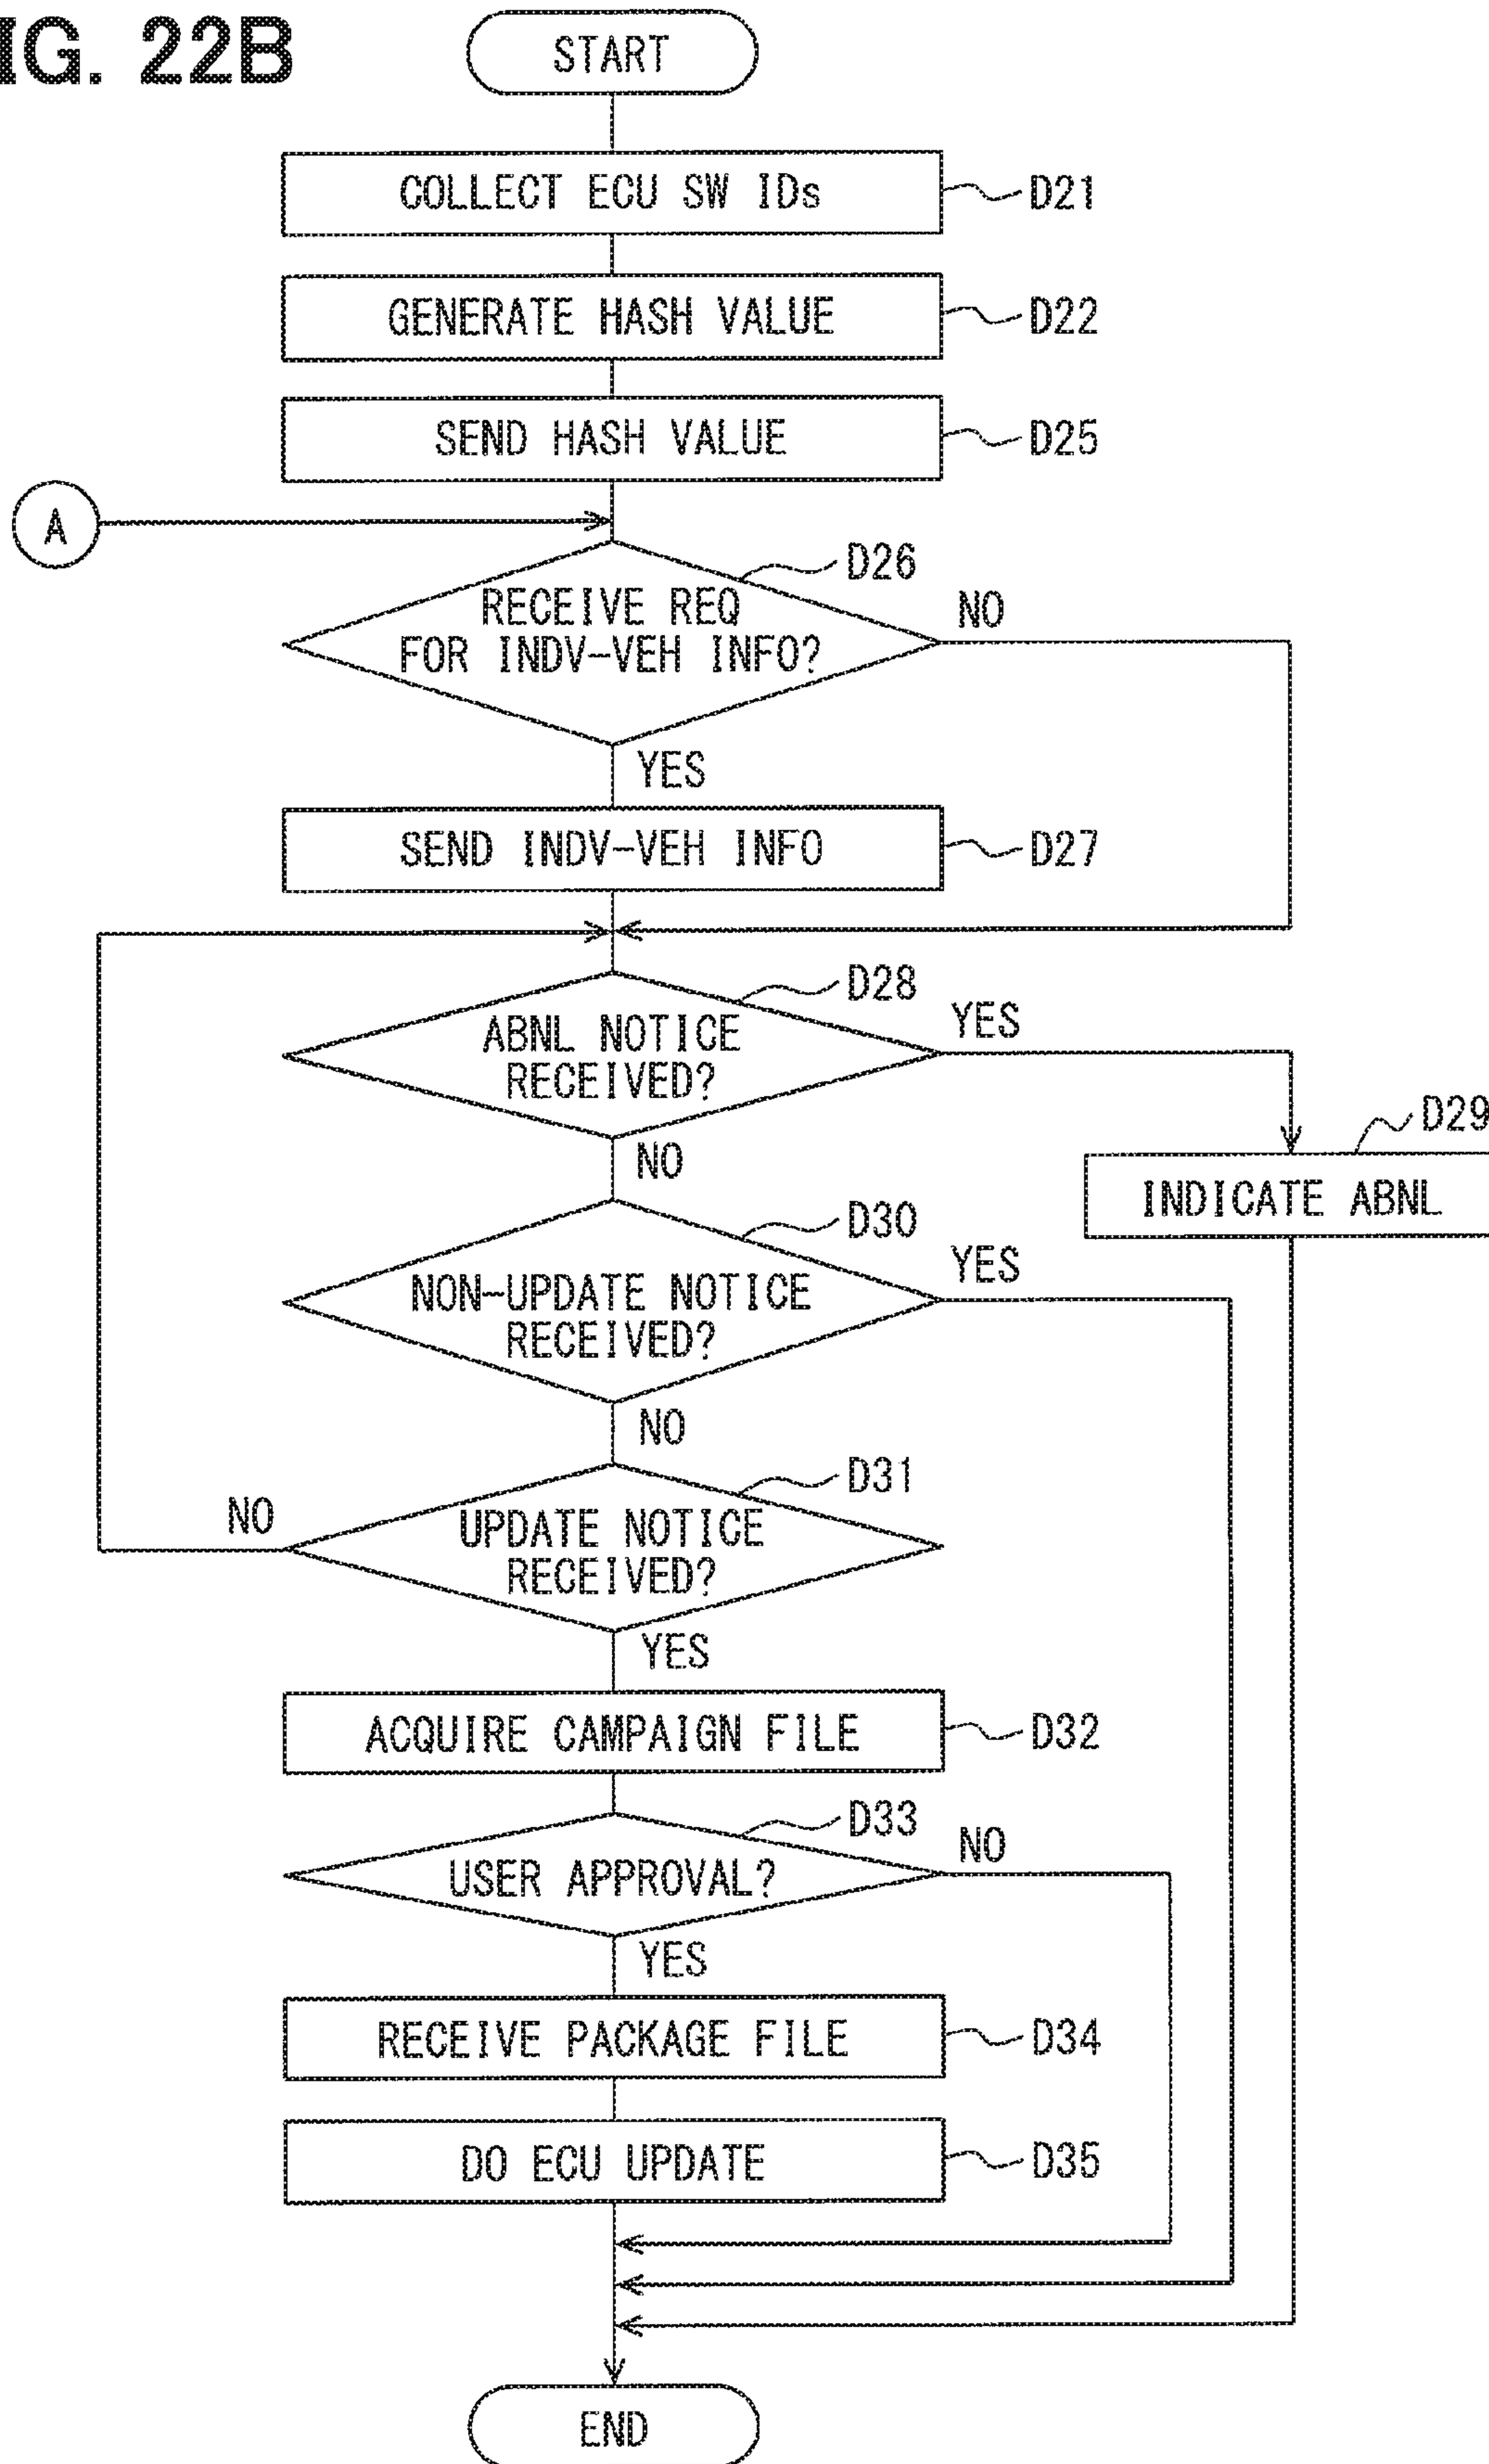 IG. 22B
START
COLLECT ECU SW IDs
D21
GENERATE HASH VALUE
D22
SEND HASH VALUE
D25
A
D26
RECEIVE REQ
FOR INDV-VEH INFO?
NO
YES
SEND INDV-VEH INFO
D27
D28
ABNL NOTICE
RECEIVED?
YES
NO
D29
INDICATE ABNL
D30
NON-UPDATE NOTICE
RECEIVED?
YES
NO
D31
UPDATE NOTICE
RECEIVED?
NO
YES
ACQUIRE CAMPAIGN FILE
D32
D33
USER APPROVAL?
NO
YES
RECEIVE PACKAGE FILE
D34
DO ECU UPDATE
D35
END